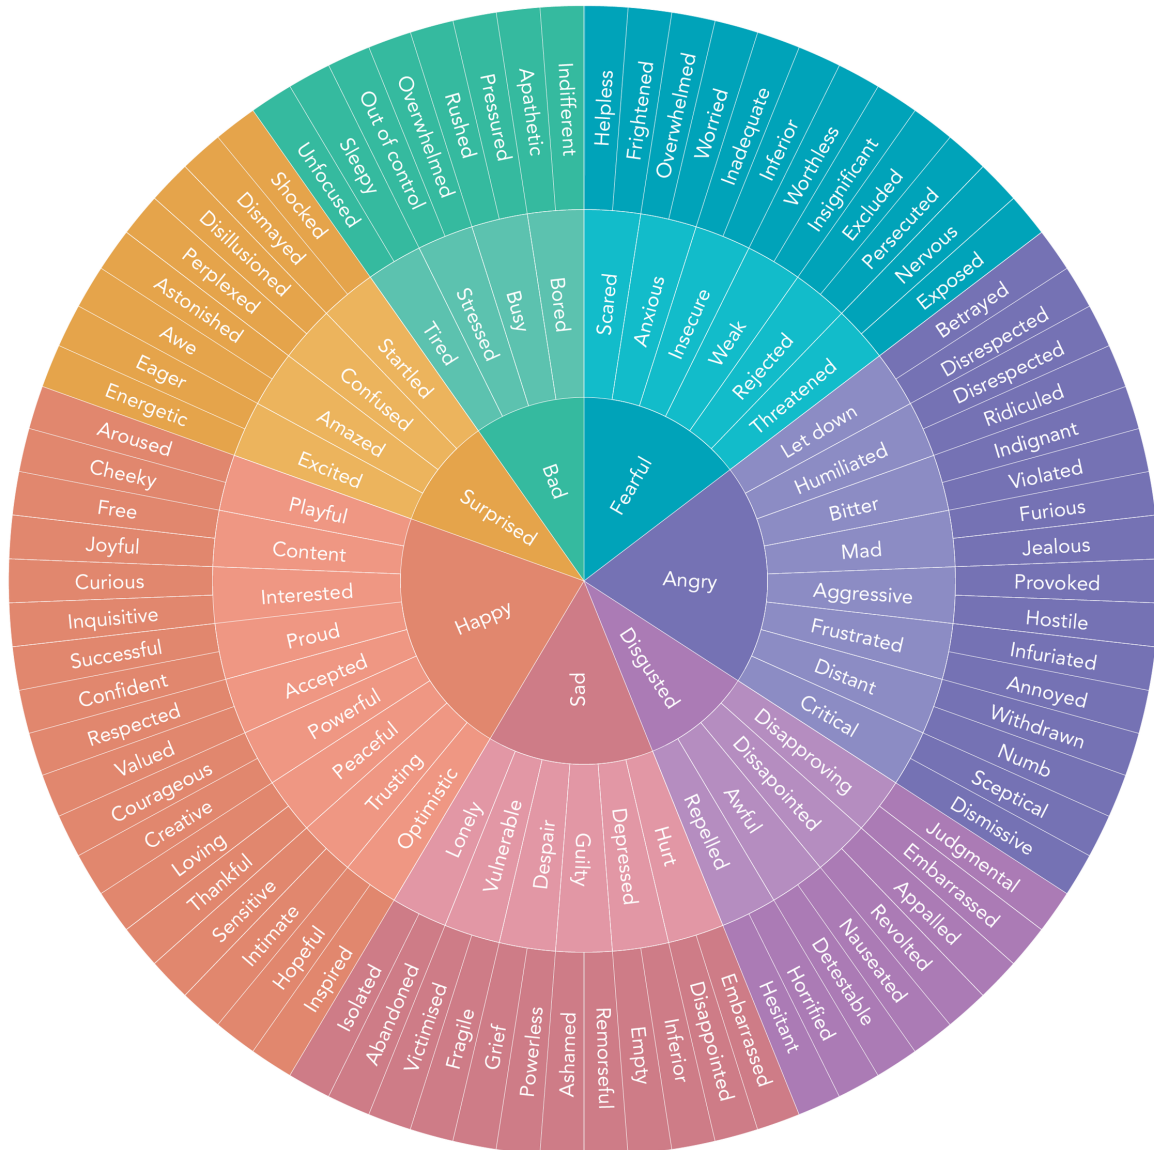 Fearful
Angry
Disgusted
Sad
Happy
Surprised
Bad
Scared
Anxious
Insecure
Weak
Rejected
Threatened
Let down
Humiliated
Bitter
Mad
Aggressive
Frustrated
Distant
Critical
Disapproving
Dissapointed
Awful
Repelled
Hurt
Depressed
Guilty
Despair
Vulnerable
Lonely
Optimistic
Trusting
Peaceful
Powerful
Accepted
Proud
Interested
Content
Playful
Excited
Amazed
Confused
Startled
Tired
Stressed
Busy
Bored
Helpless
Frightened
Overwhelmed
Worried
Inadequate
Inferior
Worthless
Insignificant
Excluded
Persecuted
Nervous
Exposed
Betrayed
Disrespected
Disrespected
Ridiculed
Indignant
Violated
Furious
Jealous
Provoked
Hostile
Infuriated
Annoyed
Withdrawn
Numb
Sceptical
Dismissive
Judgmental
Embarrassed
Appalled
Revolted
Nauseated
Detestable
Horrified
Hesitant
Embarrassed
Disappointed
Inferior
Empty
Remorseful
Ashamed
Powerless
Grief
Fragile
Victimised
Abandoned
Isolated
Inspired
Hopeful
Intimate
Sensitive
Thankful
Loving
Creative
Courageous
Valued
Respected
Confident
Successful
Inquisitive
Curious
Joyful
Free
Cheeky
Aroused
Energetic
Eager
Awe
Astonished
Perplexed
Disillusioned
Dismayed
Shocked
Unfocused
Sleepy
Out of control
Overwhelmed
Rushed
Pressured
Apathetic
Indifferent